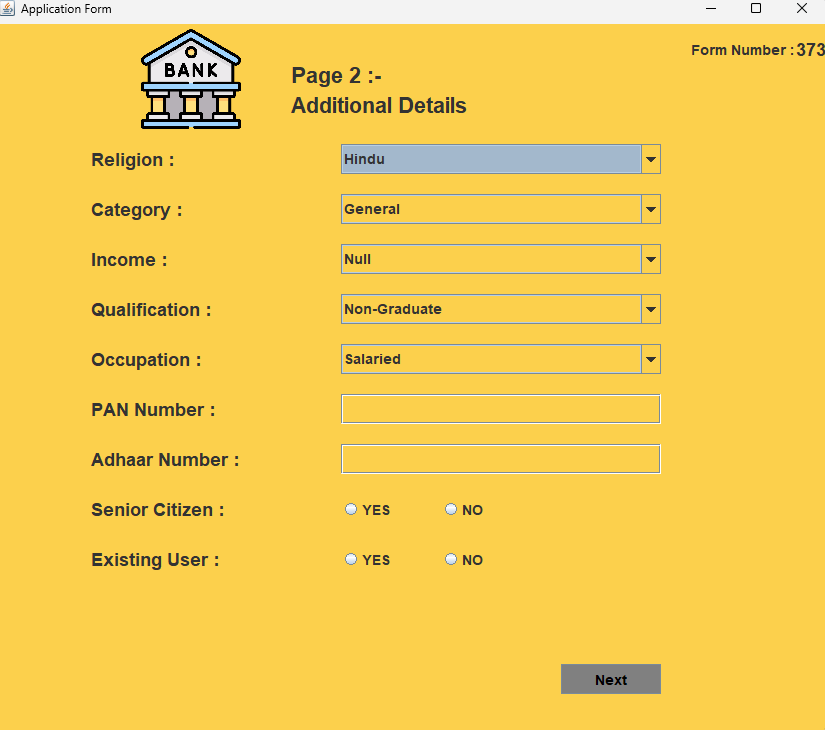 Application Form
Form Number : 373
BANK
Page 2 :-
Additional Details
Religion : Hindu
Category : General
Income : Null
Qualification : Non-Graduate
Occupation : Salaried
PAN Number :
Adhaar Number :
Senior Citizen : YES NO
Existing User : YES NO
Next